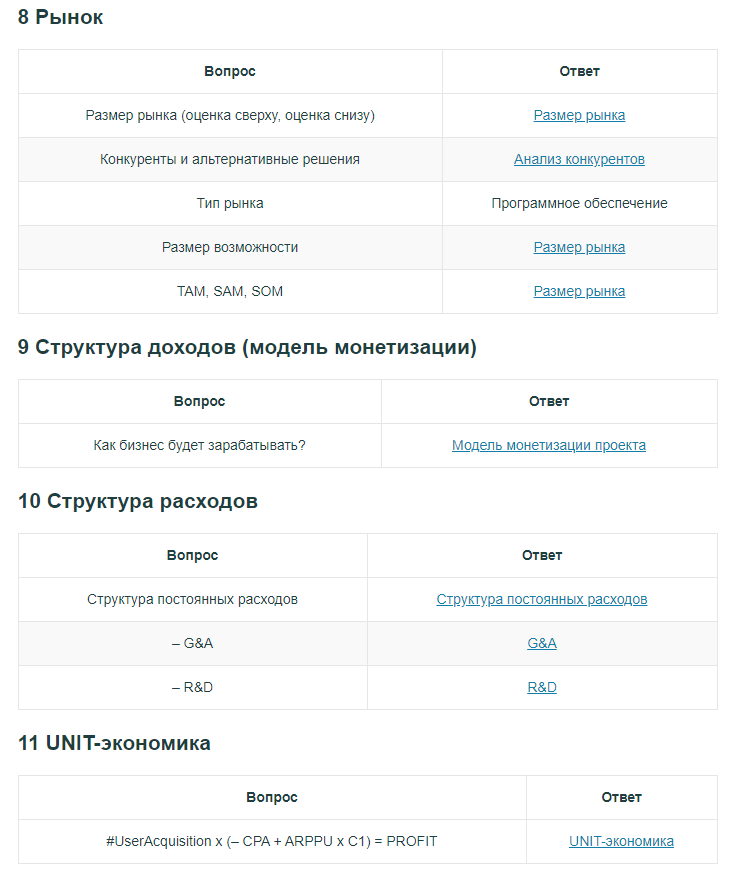 8 Рынок
Вопрос Ответ
Размер рынка (оценка сверху, оценка снизу) Размер рынка
Конкуренты и альтернативные решения Анализ конкурентов
Тип рынка Программное обеспечение
Размер возможности Размер рынка
TAM, SAM, SOM Размер рынка
9 Структура доходов (модель монетизации)
Вопрос Ответ
Как бизнес будет зарабатывать? Модель монетизации проекта
10 Структура расходов
Вопрос Ответ
Структура постоянных расходов Структура постоянных расходов
– G&A G&A
– R&D R&D
11 UNIT-экономика
Вопрос Ответ
#UserAcquisition x (– CPA + ARPPU x C1) = PROFIT UNIT-экономика